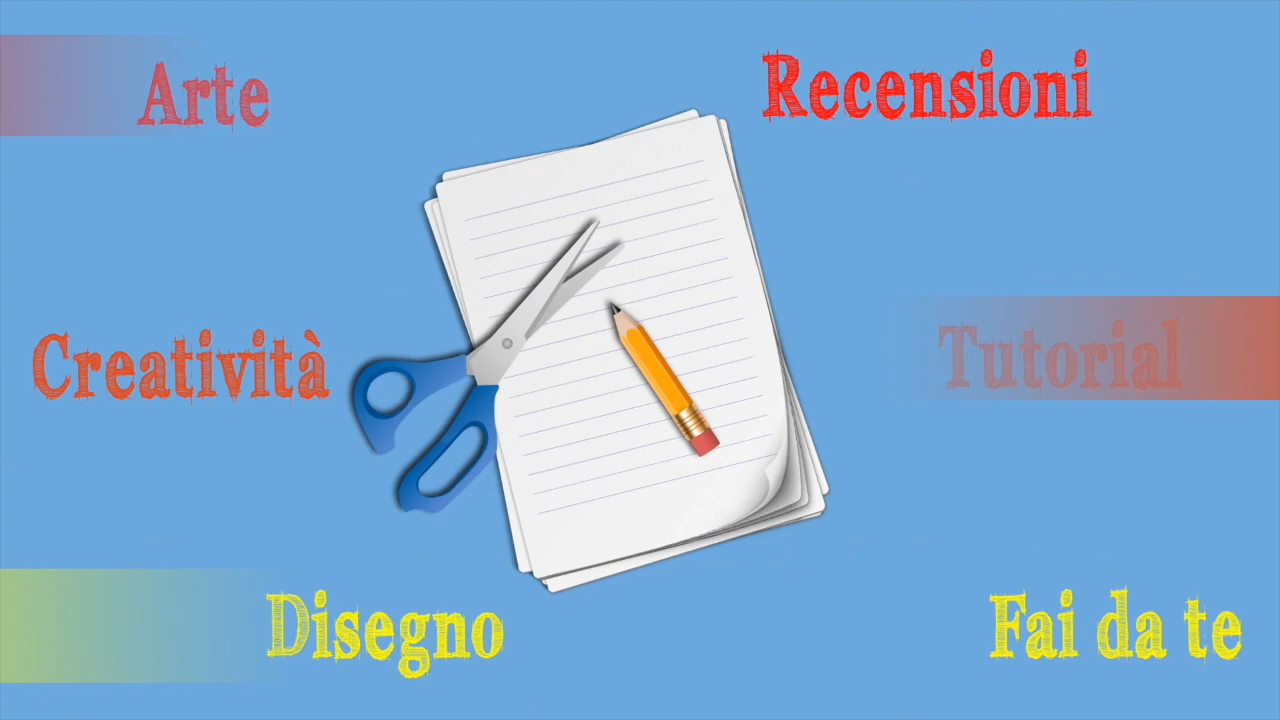 Arte
Recensioni
Creatività
Tutorial
Disegno
Fai da te